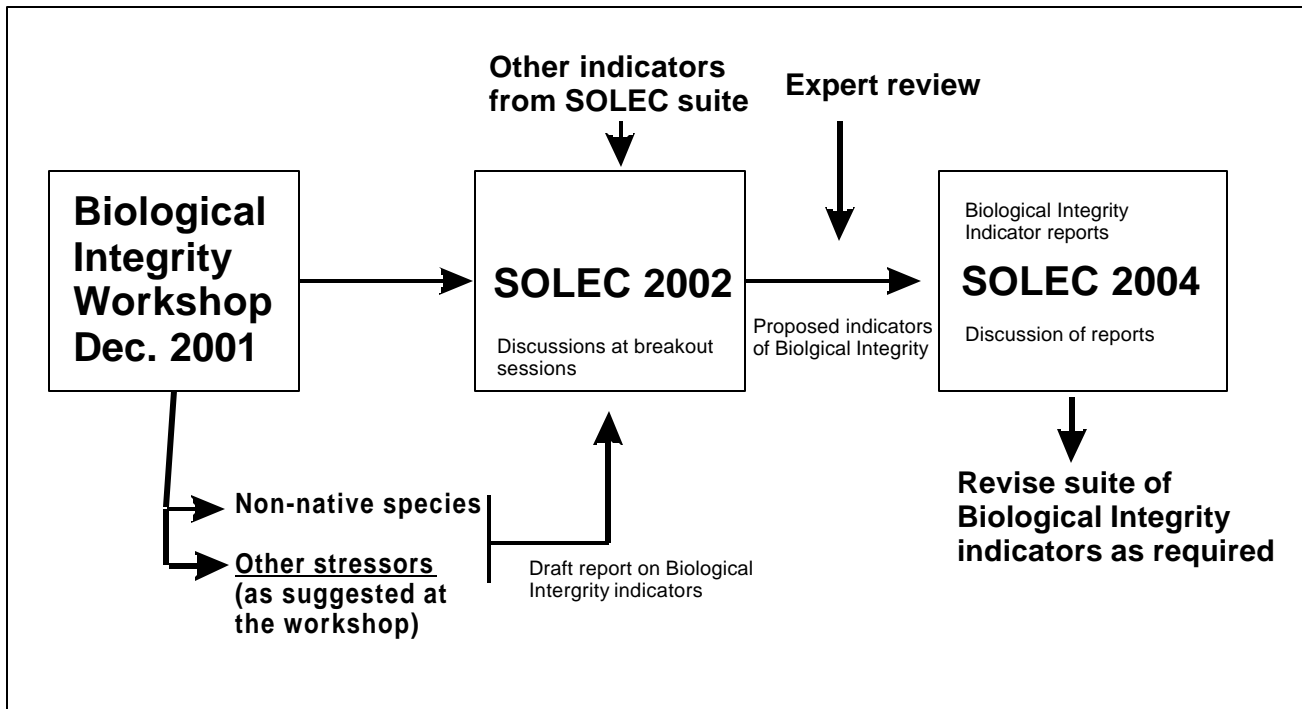 Other indicators
from SOLEC suite
Expert review
Biological
Integrity
Workshop
Dec. 2001
SOLEC 2002
Discussions at breakout
sessions
Proposed indicators
of Biolgical Integrity
Biological Integrity
Indicator reports
SOLEC 2004
Discussion of reports
Non-native species
Other stressors
(as suggested at
the workshop)
Draft report on Biological
Intergrity indicators
Revise suite of
Biological Integrity
indicators as required